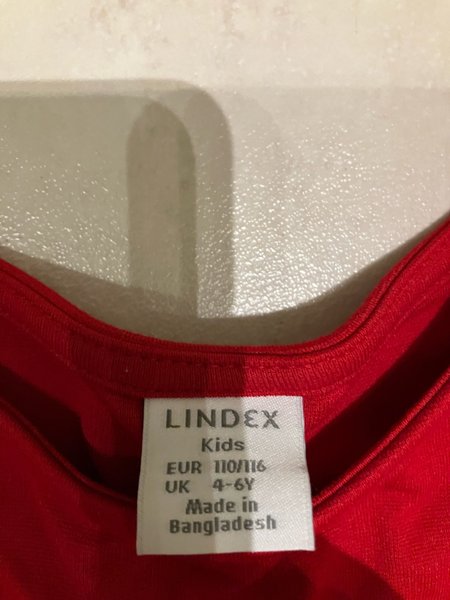 LINDEX
Kids
EUR 110/116
UK 4-6Y
Made in
Bangladesh